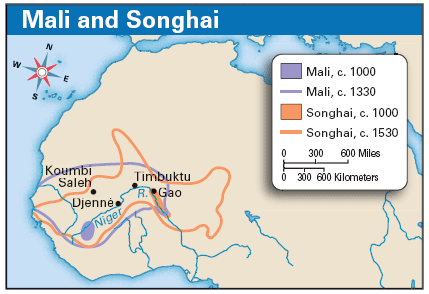 Mali and Songhai
N
W
E
S
Mali, c. 1000
Mali, c. 1330
Songhai, c. 1000
Songhai, c. 1530
0 300 600 Miles
0 300 600 Kilometers
Koumbi
Saleh
Timbuktu
R.
Gao
Djenné
Niger